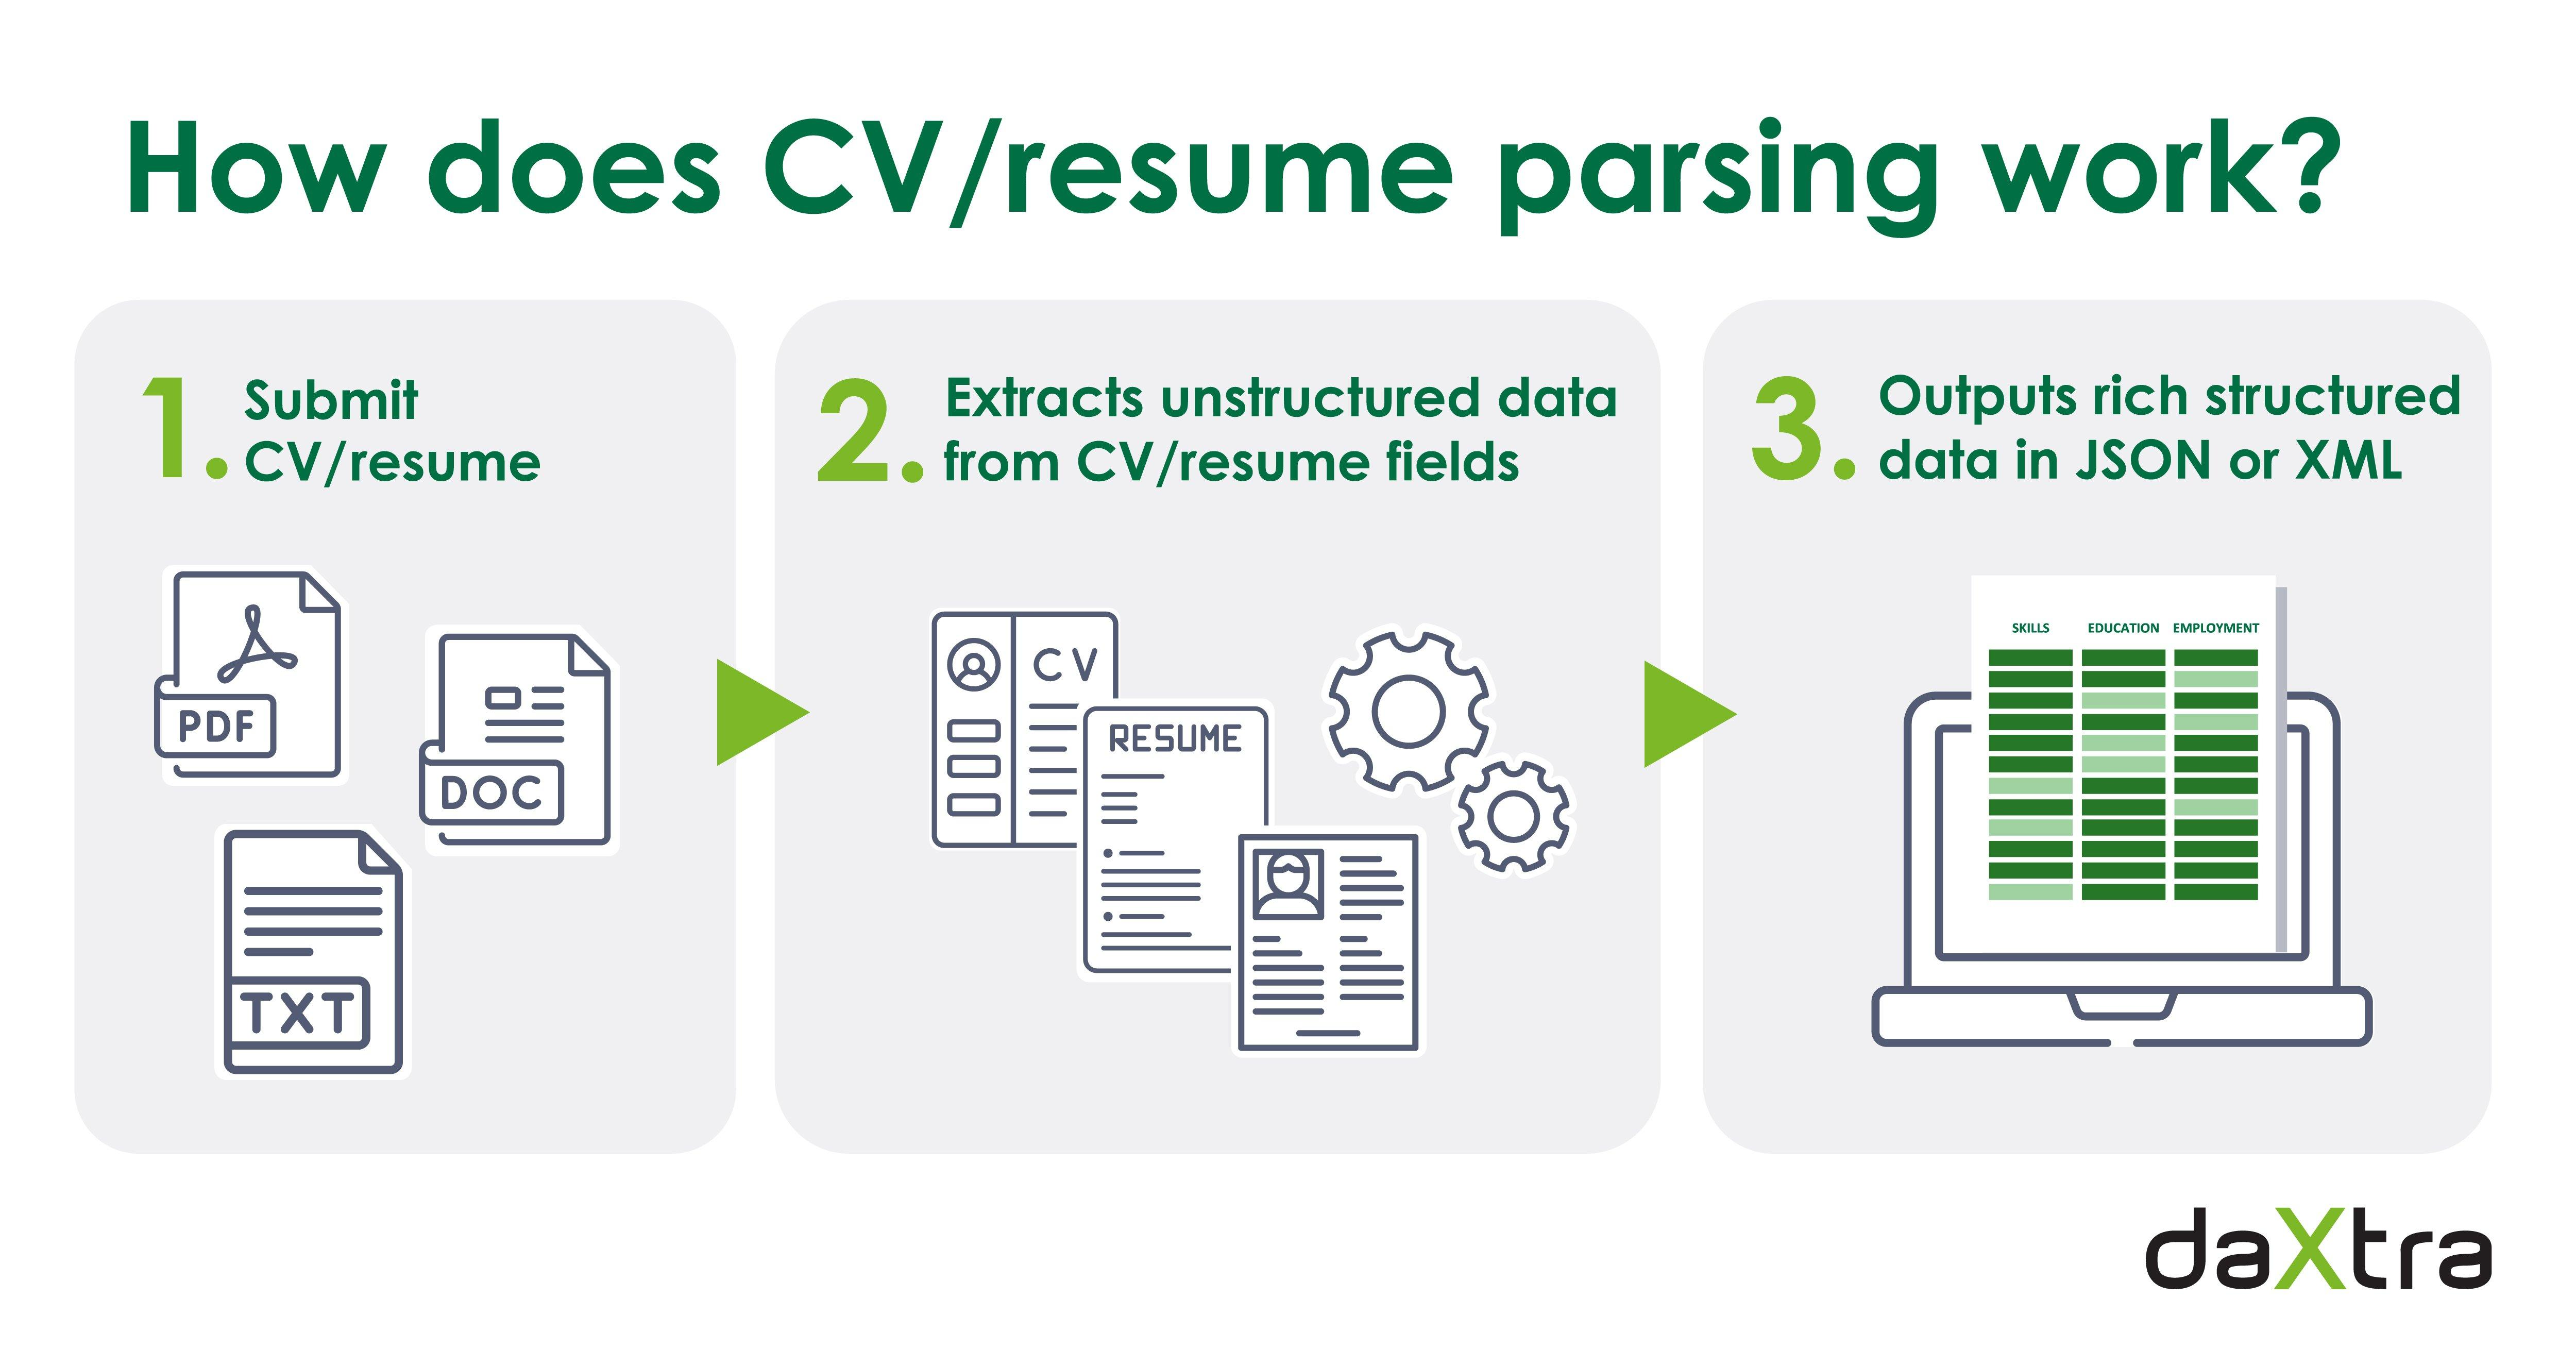 How does CV/resume parsing work?
1. Submit
CV/resume
PDF
DOC
TXT
2. Extracts unstructured data
from CV/resume fields
CV
RESUME
3. Outputs rich structured
data in JSON or XML
SKILLS EDUCATION EMPLOYMENT
daXtra